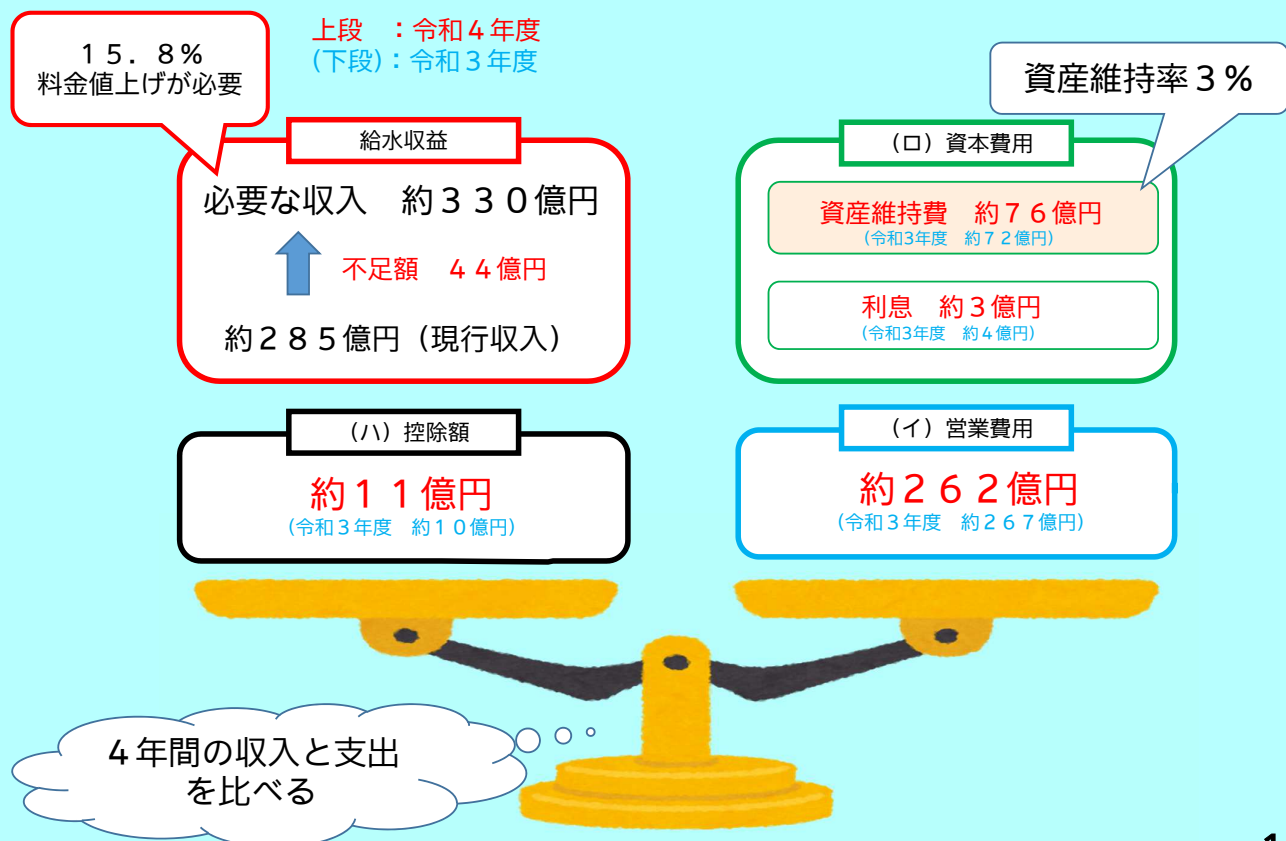 上段　：令和４年度
(下段)：令和３年度
１５．８％
料金値上げが必要
資産維持率３％
給水収益
必要な収入　約３３０億円
不足額　４４億円
約２８５億円（現行収入）
（ロ）資本費用
資産維持費　約７６億円
(令和3年度　約７２億円)
利息　約３億円
(令和3年度　約４億円)
（ハ）控除額
約１１億円
(令和３年度　約１０億円)
（イ）営業費用
約２６２億円
(令和３年度　約２６７億円)
４年間の収入と支出
を比べる